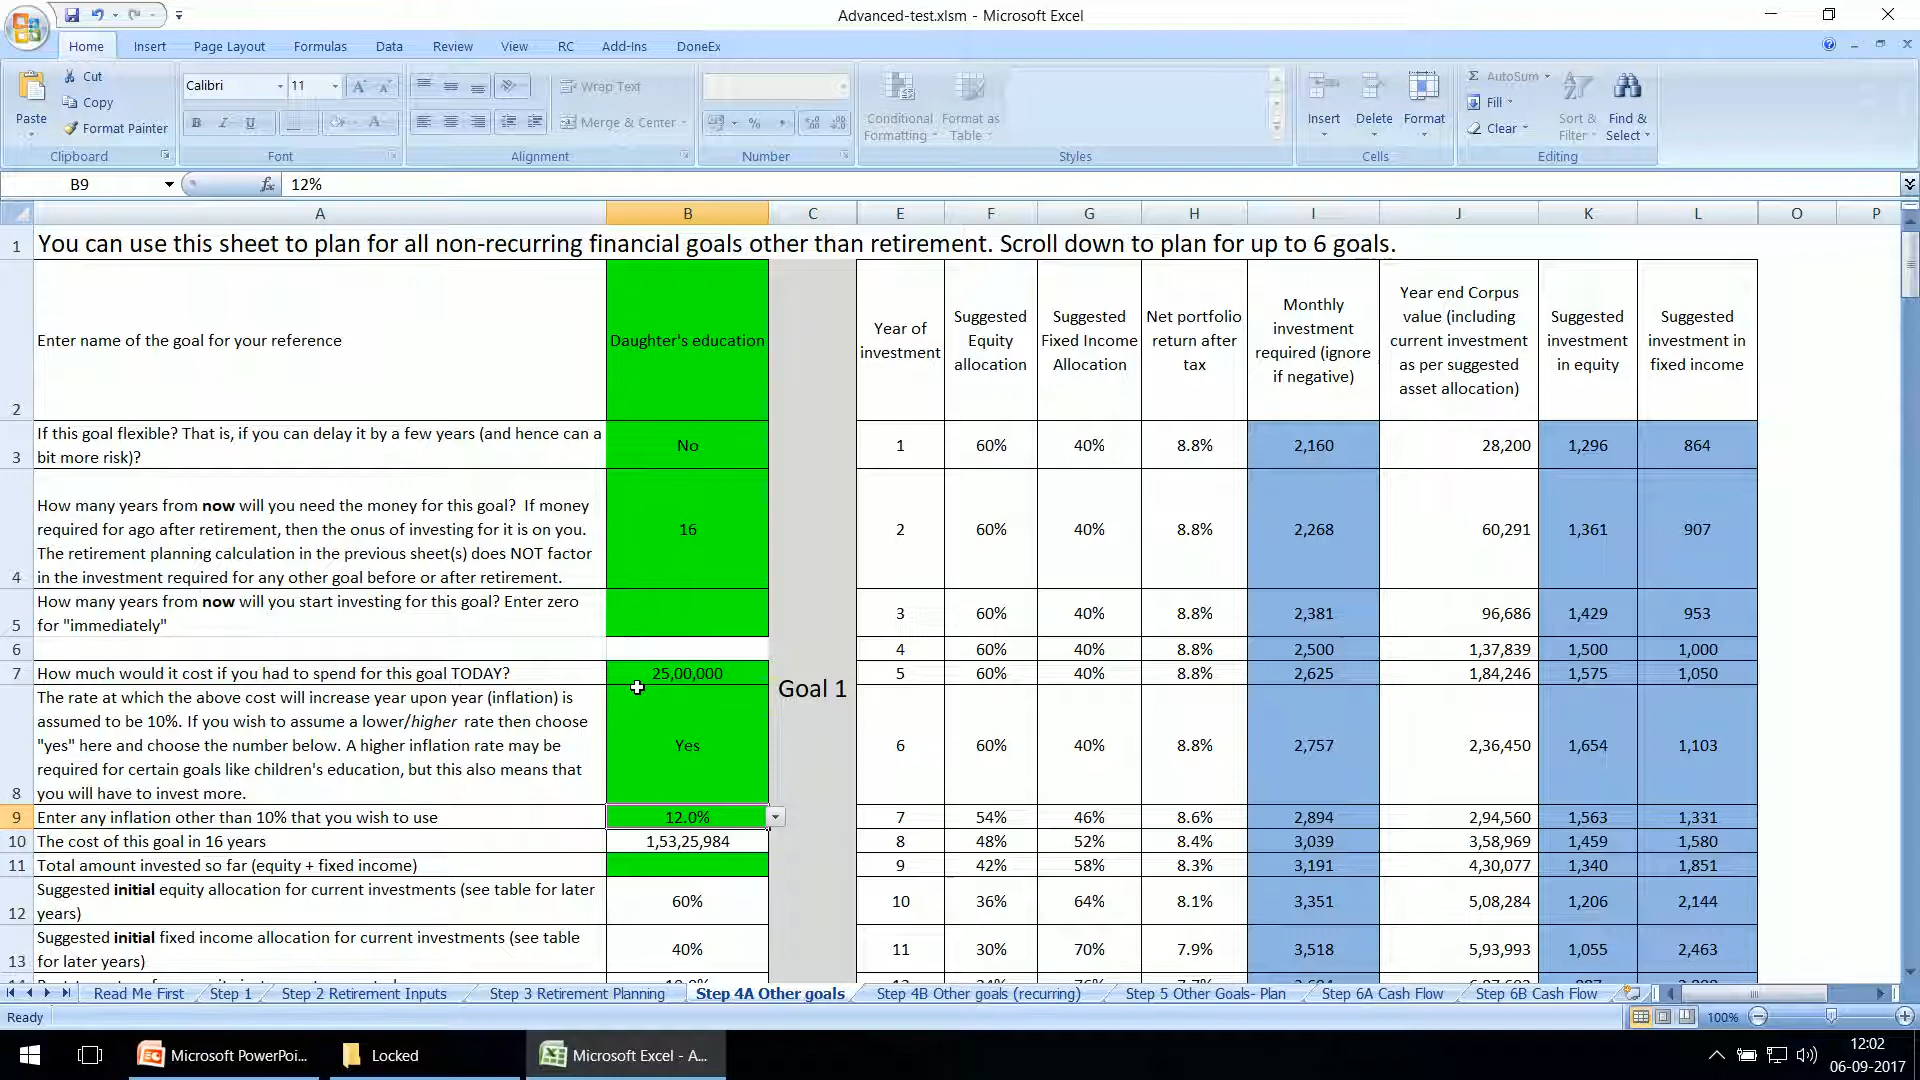 Advanced-test.xlsm - Microsoft Excel
Home Insert Page Layout Formulas Data Review View RC Add-Ins DoneEx
Paste
Cut
Copy
Format Painter
Clipboard
Calibri 11
B I U
Font
Wrap Text
Merge & Center
Alignment
Number
Conditional Formatting
Format as Table
Styles
Insert Delete Format
Cells
AutoSum
Fill
Clear
Sort & Filter
Find & Select
Editing
B9 fx 12%
A B C E F G H I J K L O P
1 You can use this sheet to plan for all non-recurring financial goals other than retirement. Scroll down to plan for up to 6 goals.
2 Enter name of the goal for your reference Daughter's education
Year of investment
Suggested Equity allocation
Suggested Fixed Income Allocation
Net portfolio return after tax
Monthly investment required (ignore if negative)
Year end Corpus value (including current investment as per suggested asset allocation)
Suggested investment in equity
Suggested investment in fixed income
3 If this goal flexible? That is, if you can delay it by a few years (and hence can a
bit more risk)?
No 1 60% 40% 8.8% 2,160 28,200 1,296 864
4 How many years from now will you need the money for this goal? If money
required for ago after retirement, then the onus of investing for it is on you.
The retirement planning calculation in the previous sheet(s) does NOT factor
in the investment required for any other goal before or after retirement.
16 2 60% 40% 8.8% 2,268 60,291 1,361 907
5 How many years from now will you start investing for this goal? Enter zero
for "immediately"
3 60% 40% 8.8% 2,381 96,686 1,429 953
6 4 60% 40% 8.8% 2,500 1,37,839 1,500 1,000
7 How much would it cost if you had to spend for this goal TODAY? 25,00,000 5 60% 40% 8.8% 2,625 1,84,246 1,575 1,050
Goal 1
8 The rate at which the above cost will increase year upon year (inflation) is
assumed to be 10%. If you wish to assume a lower/higher rate then choose
"yes" here and choose the number below. A higher inflation rate may be
required for certain goals like children's education, but this also means that
you will have to invest more.
Yes 6 60% 40% 8.8% 2,757 2,36,450 1,654 1,103
9 Enter any inflation other than 10% that you wish to use 12.0% 7 54% 46% 8.6% 2,894 2,94,560 1,563 1,331
10 The cost of this goal in 16 years 1,53,25,984 8 48% 52% 8.4% 3,039 3,58,969 1,459 1,580
11 Total amount invested so far (equity + fixed income) 9 42% 58% 8.3% 3,191 4,30,077 1,340 1,851
12 Suggested initial equity allocation for current investments (see table for later
years)
60% 10 36% 64% 8.1% 3,351 5,08,284 1,206 2,144
13 Suggested initial fixed income allocation for current investments (see table
for later years)
40% 11 30% 70% 7.9% 3,518 5,93,993 1,055 2,463
Read Me First Step 1 Step 2 Retirement Inputs Step 3 Retirement Planning Step 4A Other goals Step 4B Other goals (recurring) Step 5 Other Goals- Plan Step 6A Cash Flow Step 6B Cash Flow
Ready 100%
Microsoft PowerPoi... Locked Microsoft Excel - A...
12:02
06-09-2017